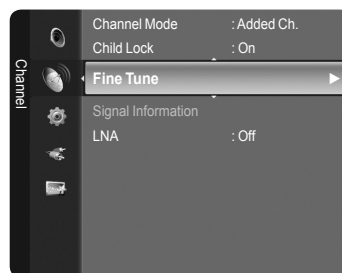 Channel
Channel Mode : Added Ch.
Child Lock : On
Fine Tune
Signal Information
LNA : Off